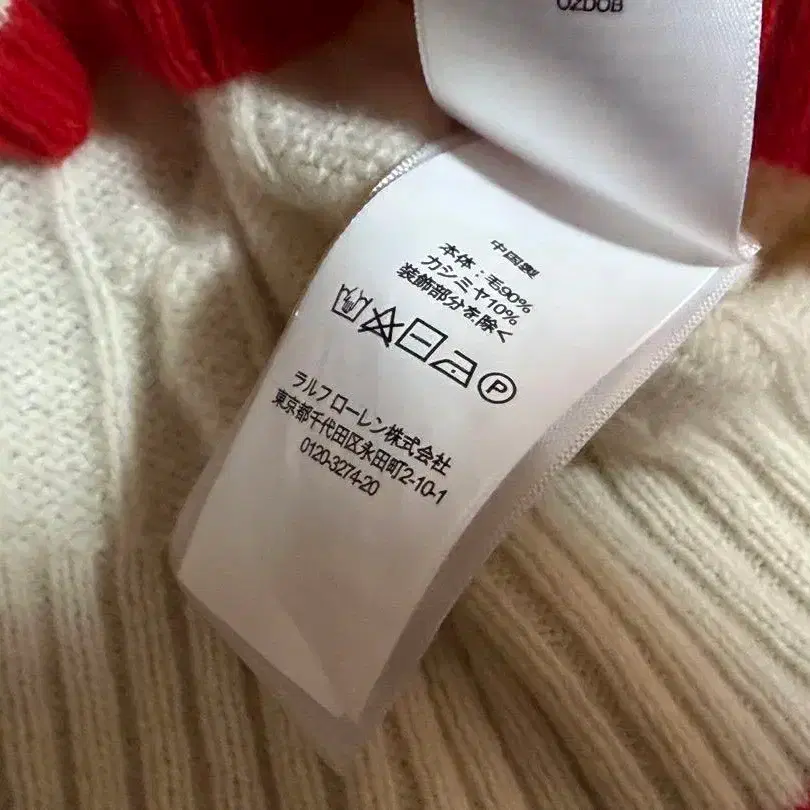 OZDOB
中国製
本体：毛90%
カシミヤ10%
装飾部分を除く
P
ラルフ ローレン株式会社
東京都千代田区永田町2-10-1
0120-3274-20